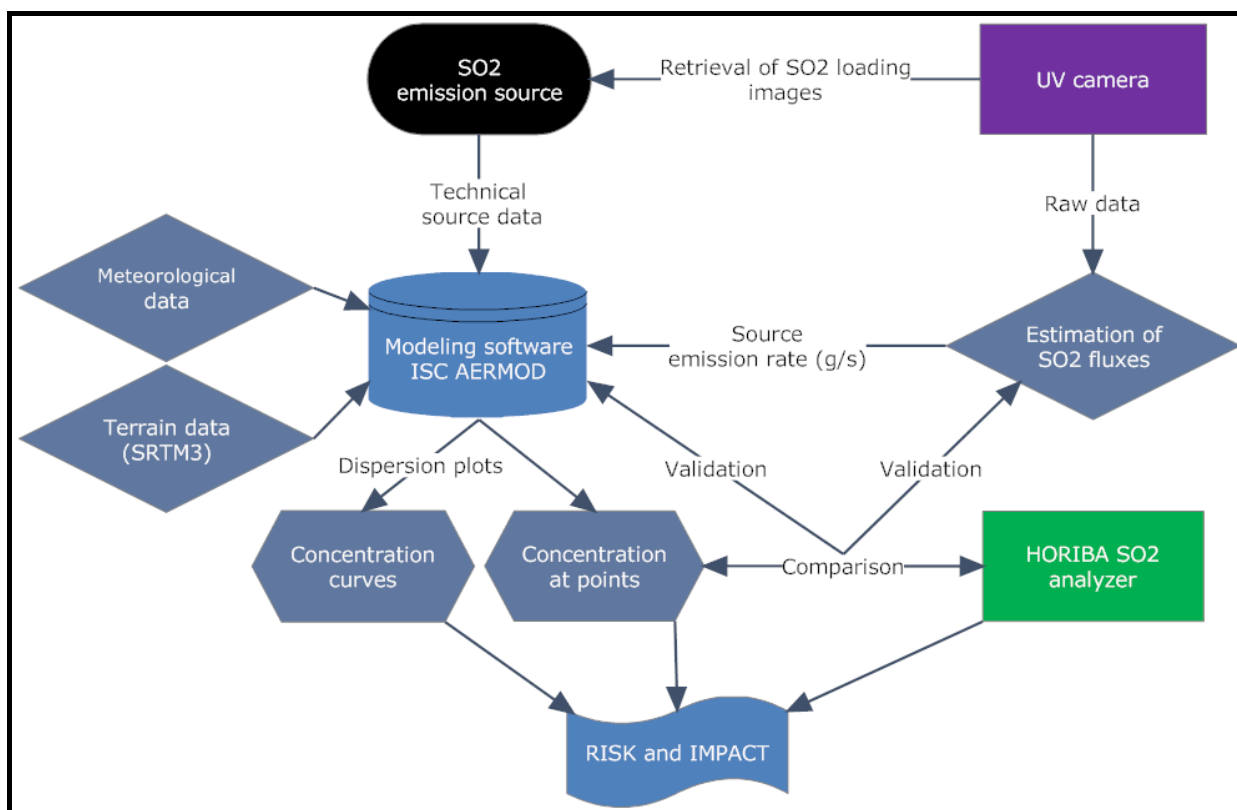 SO2
emission source
Retrieval of SO2 loading
images
UV camera
Technical
source data
Raw data
Meteorological
data
Modeling software
ISC AERMOD
Source
emission rate (g/s)
Estimation of
SO2 fluxes
Terrain data
(SRTM3)
Dispersion plots
Validation
Validation
Concentration
curves
Concentration
at points
Comparison
HORIBA SO2
analyzer
RISK and IMPACT